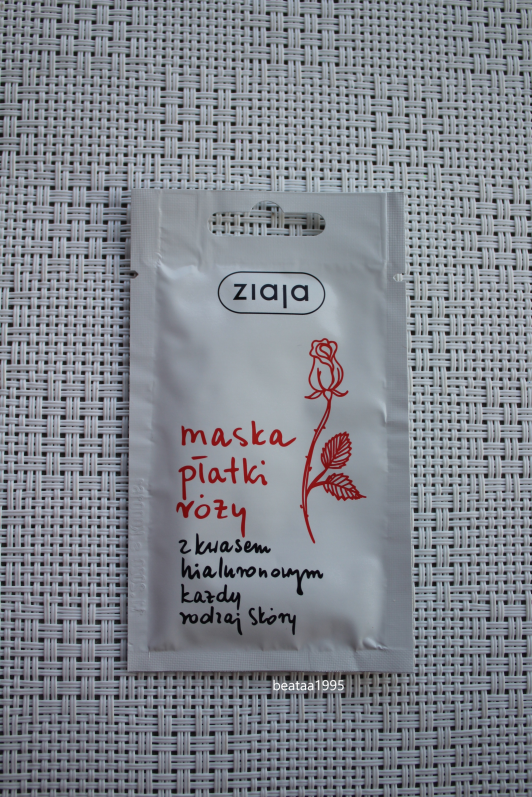 ziaja
maska
płatki
róży
z kwasem
hialuronowym
każdy
rodzaj skóry
beataa1995